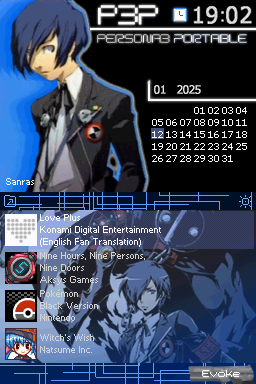 P3P 19:02
PERSONA3 PORTABLE
01 2025
01 02 03 04
05 06 07 08 09 10 11
12 13 14 15 16 17 18
19 20 21 22 23 24 25
26 27 28 29 30 31
Sanras
Love Plus
Konami Digital Entertainment
(English Fan Translation)
Nine Hours, Nine Persons,
Nine Doors
Aksys Games
Pokémon
Black Version
Nintendo
Witch's Wish
Natsume Inc.
Evoke